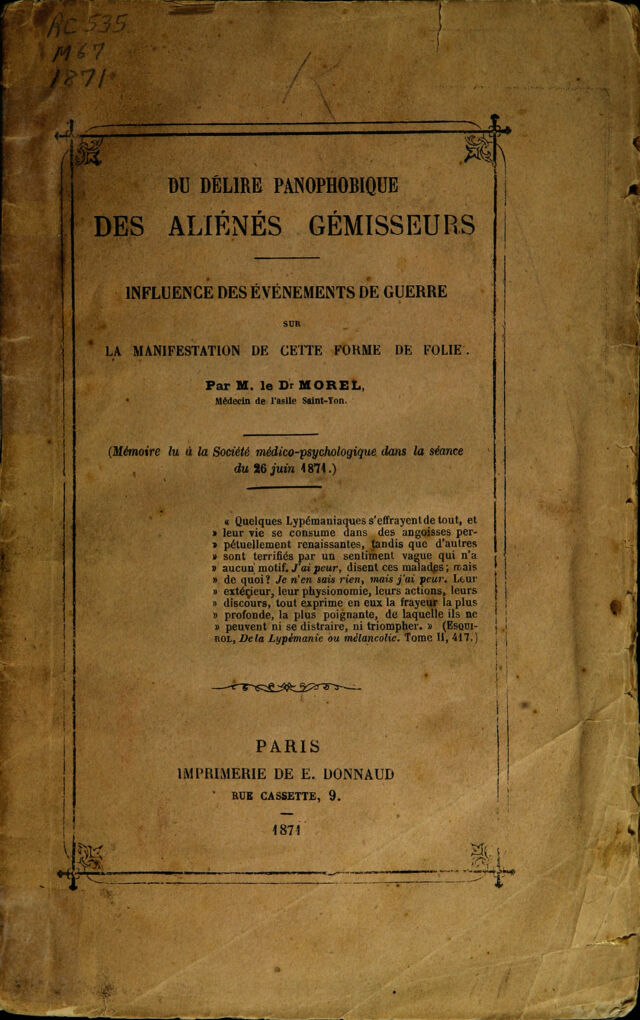 RC 535
M67
1871
DU DÉLIRE PANOPHOBIQUE
DES ALIÉNÉS GÉMISSEURS
INFLUENCE DES ÉVÉNEMENTS DE GUERRE
SUR
LA MANIFESTATION DE CETTE FORME DE FOLIE.
Par M. le Dr MOREL,
Médecin de l'asile Saint-Yon.
(Mémoire lu à la Société médico-psychologique dans la séance
du 26 juin 1871.)
« Quelques Lypémaniaques s'effrayent de tout, et
» leur vie se consume dans des angoisses per-
» pétuellement renaissantes, tandis que d'autres
» sont terrifiés par un sentiment vague qui n'a
» aucun motif. J'ai peur, disent ces malades; mais
» de quoi? Je n'en sais rien, mais j'ai peur. Leur
» extérieur, leur physionomie, leurs actions, leurs
» discours, tout exprime en eux la frayeur la plus
» profonde, la plus poignante, de laquelle ils ne
» peuvent ni se distraire, ni triompher. » (ESQUI-
ROL, De la Lypémanie ou mélancolie. Tome II, 417.)
PARIS
IMPRIMERIE DE E. DONNAUD
RUE CASSETTE, 9.
1871